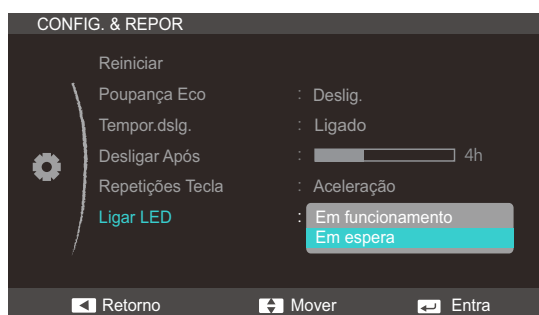 CONFIG. & REPOR
Reiniciar
Poupança Eco : Deslig.
Tempor.dslg. : Ligado
Desligar Após : 4h
Repetições Tecla : Aceleração
Ligar LED : Em funcionamento
Em espera
Retorno Mover Entra